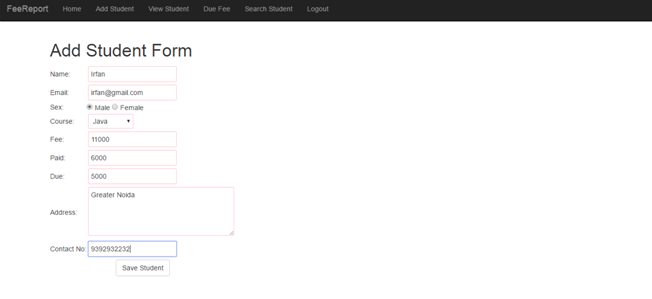 FeeReport Home Add Student View Student Due Fee Search Student Logout
Add Student Form
Name: Irfan
Email: irfan@gmail.com
Sex: Male Female
Course: Java
Fee: 11000
Paid: 6000
Due: 5000
Greater Noida
Address:
Contact No: 9392932232
Save Student